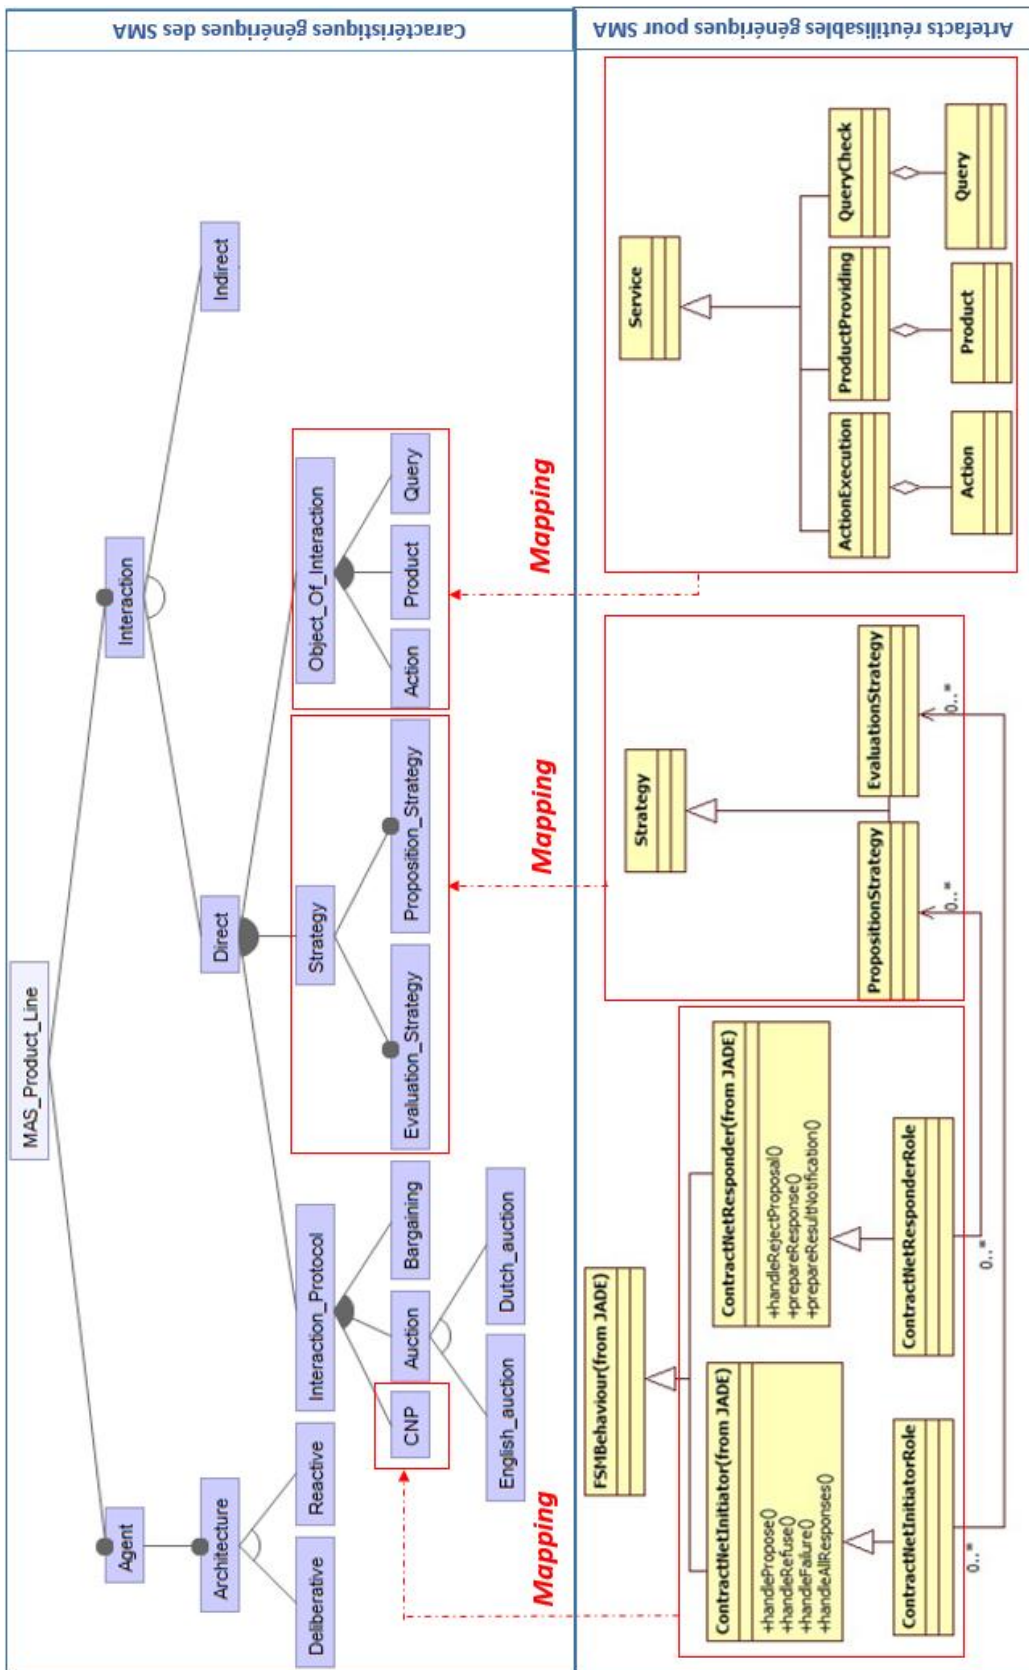 Caractéristiques génériques des SMA
MAS_Product_Line
Agent
Interaction
Architecture
Direct
Indirect
Deliberative
Reactive
Interaction_Protocol
Strategy
Object_Of_Interaction
CNP
Auction
Bargaining
Evaluation_Strategy
Proposition_Strategy
Action
Product
Query
English_auction
Dutch_auction
Mapping
Mapping
Mapping
Artefacts réutilisables génériques pour SMA
FSMBehaviour(from JADE)
Strategy
Service
ContractNetInitiator(from JADE)
+handlePropose()
+handleRefuse()
+handleFailure()
+handleAllResponses()
ContractNetResponder(from JADE)
+handleRejectProposal()
+prepareResponse()
+prepareResultNotification()
ContractNetInitiatorRole
ContractNetResponderRole
PropositionStrategy
EvaluationStrategy
ActionExecution
ProductProviding
QueryCheck
Action
Product
Query
0..*
0..*
0..*
0..*